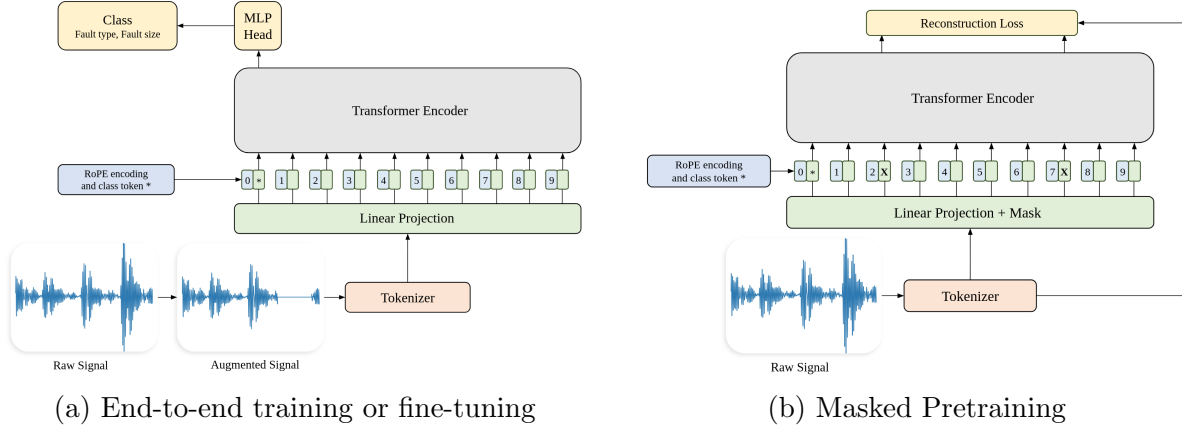 Class
Fault type, Fault size
MLP
Head
Transformer Encoder
RoPE encoding
and class token *
0 * 1 2 3 4 5 6 7 8 9
Linear Projection
Tokenizer
Raw Signal
Augmented Signal
(a) End-to-end training or fine-tuning
Reconstruction Loss
Transformer Encoder
RoPE encoding
and class token *
0 * 1 2 X 3 4 5 6 7 X 8 9
Linear Projection + Mask
Tokenizer
Raw Signal
(b) Masked Pretraining